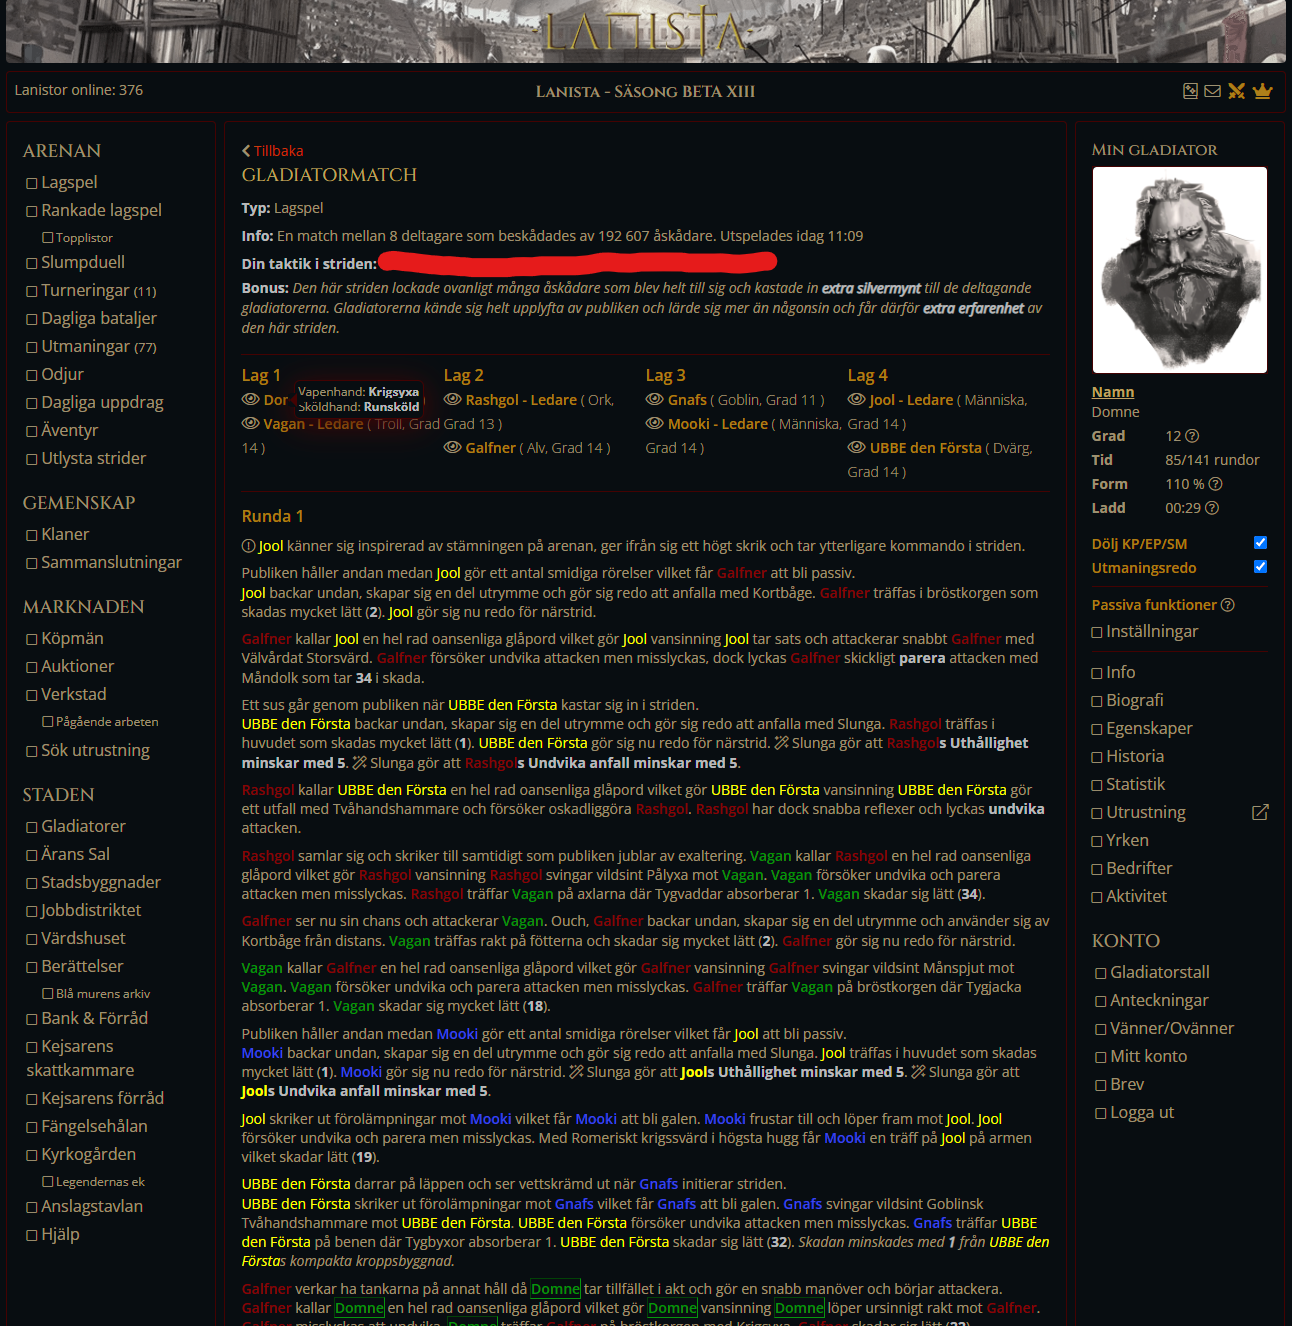 LANISTA
Lanistor online: 376
Lanista - Säsong BETA XIII
ARENAN
Lagspel
Rankade lagspel
Topplistor
Slumpduell
Turneringar (11)
Dagliga bataljer
Utmaningar (77)
Odjur
Dagliga uppdrag
Äventyr
Utlysta strider
GEMENSKAP
Klaner
Sammanslutningar
MARKNADEN
Köpmän
Auktioner
Verkstad
Pågående arbeten
Sök utrustning
STADEN
Gladiatorer
Ärans Sal
Stadsbyggnader
Jobbdistriktet
Värdshuset
Berättelser
Blå murens arkiv
Bank & Förråd
Kejsarens
skattkammare
Kejsarens förråd
Fängelsehålan
Kyrkogården
Legendernas ek
Anslagstavlan
Hjälp
Tillbaka
GLADIATORMATCH
Typ: Lagspel
Info: En match mellan 8 deltagare som beskådades av 192 607 åskådare. Utspelades idag 11:09
Din taktik i striden:
Bonus: Den här striden lockade ovanligt många åskådare som blev helt till sig och kastade in extra silvermynt till de deltagande
gladiatorerna. Gladiatorerna kände sig helt upplyfta av publiken och lärde sig mer än någonsin och får därför extra erfarenhet av
den här striden.
Lag 1
Vapenhand: Krigsyxa
Sköldhand: Runsköld
Vagan - Ledare ( Troll, Grad
14 )
Lag 2
Rashgol - Ledare ( Ork,
Grad 13 )
Galfner ( Alv, Grad 14 )
Lag 3
Gnafs ( Goblin, Grad 11 )
Mooki - Ledare ( Människa,
Grad 14 )
Lag 4
Jool - Ledare ( Människa,
Grad 14 )
UBBE den Första ( Dvärg,
Grad 14 )
Runda 1
Jool känner sig inspirerad av stämningen på arenan, ger ifrån sig ett högt skrik och tar ytterligare kommando i striden.
Publiken håller andan medan Jool gör ett antal smidiga rörelser vilket får Galfner att bli passiv.
Jool backar undan, skapar sig en del utrymme och gör sig redo att anfalla med Kortbåge. Galfner träffas i bröstkorgen som
skadas mycket lätt (2). Jool gör sig nu redo för närstrid.
Galfner kallar Jool en hel rad oansenliga glåpord vilket gör Jool vansinning Jool tar sats och attackerar snabbt Galfner med
Välvårdat Storsvärd. Galfner försöker undvika attacken men misslyckas, dock lyckas Galfner skickligt parera attacken med
Måndolk som tar 34 i skada.
Ett sus går genom publiken när UBBE den Första kastar sig in i striden.
UBBE den Första backar undan, skapar sig en del utrymme och gör sig redo att anfalla med Slunga. Rashgol träffas i
huvudet som skadas mycket lätt (1). UBBE den Första gör sig nu redo för närstrid. Slunga gör att Rashgols Uthållighet
minskar med 5. Slunga gör att Rashgols Undvika anfall minskar med 5.
Rashgol kallar UBBE den Första en hel rad oansenliga glåpord vilket gör UBBE den Första vansinning UBBE den Första gör
ett utfall med Tvåhandshammare och försöker oskadliggöra Rashgol. Rashgol har dock snabba reflexer och lyckas undvika
attacken.
Rashgol samlar sig och skriker till samtidigt som publiken jublar av exaltering. Vagan kallar Rashgol en hel rad oansenliga
glåpord vilket gör Rashgol vansinning Rashgol svingar vildsint Pålyxa mot Vagan. Vagan försöker undvika och parera
attacken men misslyckas. Rashgol träffar Vagan på axlarna där Tygvaddar absorberar 1. Vagan skadar sig lätt (34).
Galfner ser nu sin chans och attackerar Vagan. Ouch, Galfner backar undan, skapar sig en del utrymme och använder sig av
Kortbåge från distans. Vagan träffas rakt på fötterna och skadar sig mycket lätt (2). Galfner gör sig nu redo för närstrid.
Vagan kallar Galfner en hel rad oansenliga glåpord vilket gör Galfner vansinning Galfner svingar vildsint Månspjut mot
Vagan. Vagan försöker undvika och parera attacken men misslyckas. Galfner träffar Vagan på bröstkorgen där Tygjacka
absorberar 1. Vagan skadar sig mycket lätt (18).
Publiken håller andan medan Mooki gör ett antal smidiga rörelser vilket får Jool att bli passiv.
Mooki backar undan, skapar sig en del utrymme och gör sig redo att anfalla med Slunga. Jool träffas i huvudet som skadas
mycket lätt (1). Mooki gör sig nu redo för närstrid. Slunga gör att Jools Uthållighet minskar med 5. Slunga gör att
Jools Undvika anfall minskar med 5.
Jool skriker ut förolämpningar mot Mooki vilket får Mooki att bli galen. Mooki frustar till och löper fram mot Jool. Jool
försöker undvika och parera men misslyckas. Med Romeriskt krigssvärd i högsta hugg får Mooki en träff på Jool på armen
vilket skadar lätt (19).
UBBE den Första darrar på läppen och ser vettskrämd ut när Gnafs initierar striden.
UBBE den Första skriker ut förolämpningar mot Gnafs vilket får Gnafs att bli galen. Gnafs svingar vildsint Goblinsk
Tvåhandshammare mot UBBE den Första. UBBE den Första försöker undvika attacken men misslyckas. Gnafs träffar UBBE
den Första på benen där Tygbyxor absorberar 1. UBBE den Första skadar sig lätt (32). Skadan minskades med 1 från UBBE den
Förstas kompakta kroppsbyggnad.
Galfner verkar ha tankarna på annat håll då Domne tar tillfället i akt och gör en snabb manöver och börjar attackera.
Galfner kallar Domne en hel rad oansenliga glåpord vilket gör Domne vansinning Domne löper ursinnigt rakt mot Galfner.
Galfner misslyckas att undvika. Domne träffar Galfner på bröstkorgen med Krigsyxa. Galfner skadar sig lätt (32).
MIN GLADIATOR
Namn
Domne
Grad 12
Tid 85/141 rundor
Form 110 %
Ladd 00:29
Dölj KP/EP/SM
Utmaningsredo
Passiva funktioner
Inställningar
Info
Biografi
Egenskaper
Historia
Statistik
Utrustning
Yrken
Bedrifter
Aktivitet
KONTO
Gladiatorstall
Anteckningar
Vänner/Ovänner
Mitt konto
Brev
Logga ut